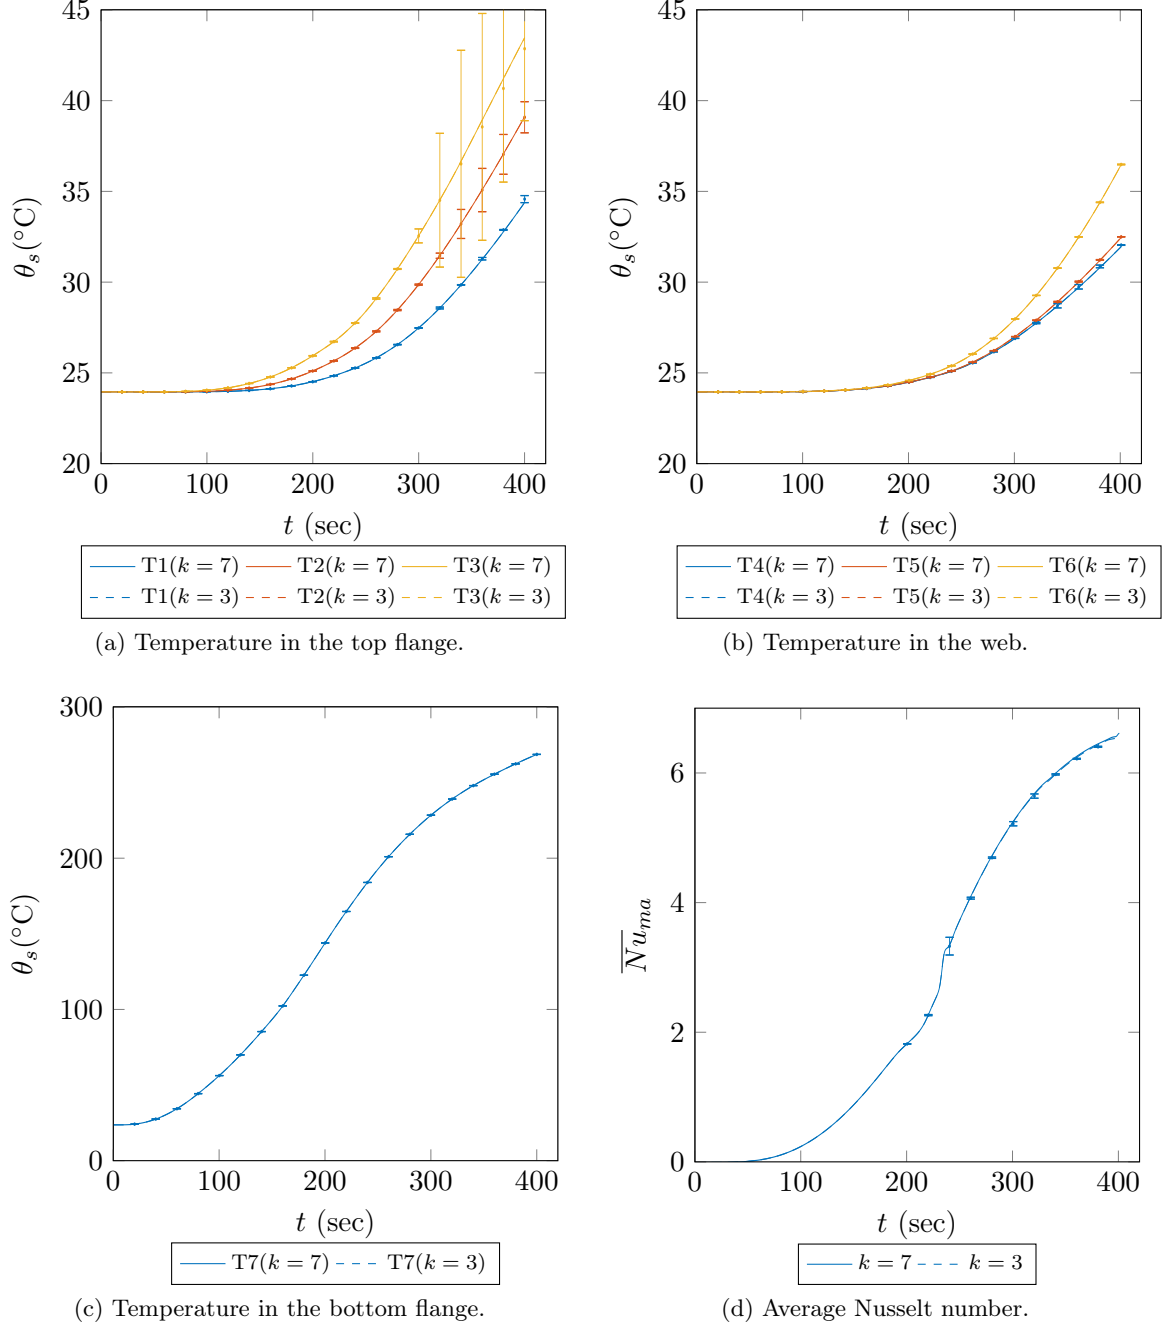 45
40
35
30
25
20
θs(°C)
0 100 200 300 400
t (sec)
T1(k = 7) T2(k = 7) T3(k = 7)
T1(k = 3) T2(k = 3) T3(k = 3)
(a) Temperature in the top flange.
45
40
35
30
25
20
θs(°C)
0 100 200 300 400
t (sec)
T4(k = 7) T5(k = 7) T6(k = 7)
T4(k = 3) T5(k = 3) T6(k = 3)
(b) Temperature in the web.
300
200
100
0
θs(°C)
0 100 200 300 400
t (sec)
T7(k = 7) T7(k = 3)
(c) Temperature in the bottom flange.
6
4
2
0
N̅u̅ma
0 100 200 300 400
t (sec)
k = 7 k = 3
(d) Average Nusselt number.